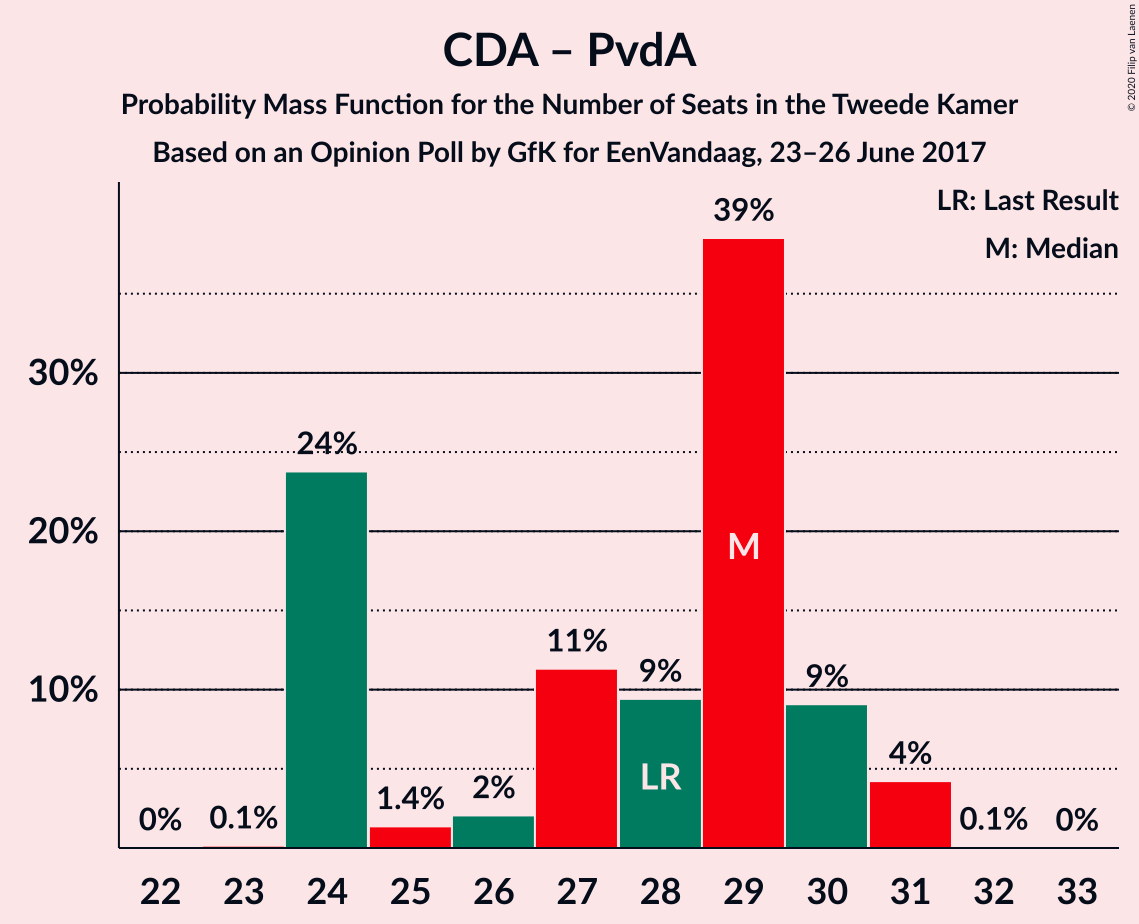 CDA – PvdA
Probability Mass Function for the Number of Seats in the Tweede Kamer
Based on an Opinion Poll by GfK for EenVandaag, 23–26 June 2017
© 2020 Filip van Laenen
LR: Last Result
M: Median
39%
30%
24%
20%
M
11%
9%
9%
10%
LR
4%
0%
0.1%
1.4%
2%
0.1%
0%
22 23 24 25 26 27 28 29 30 31 32 33